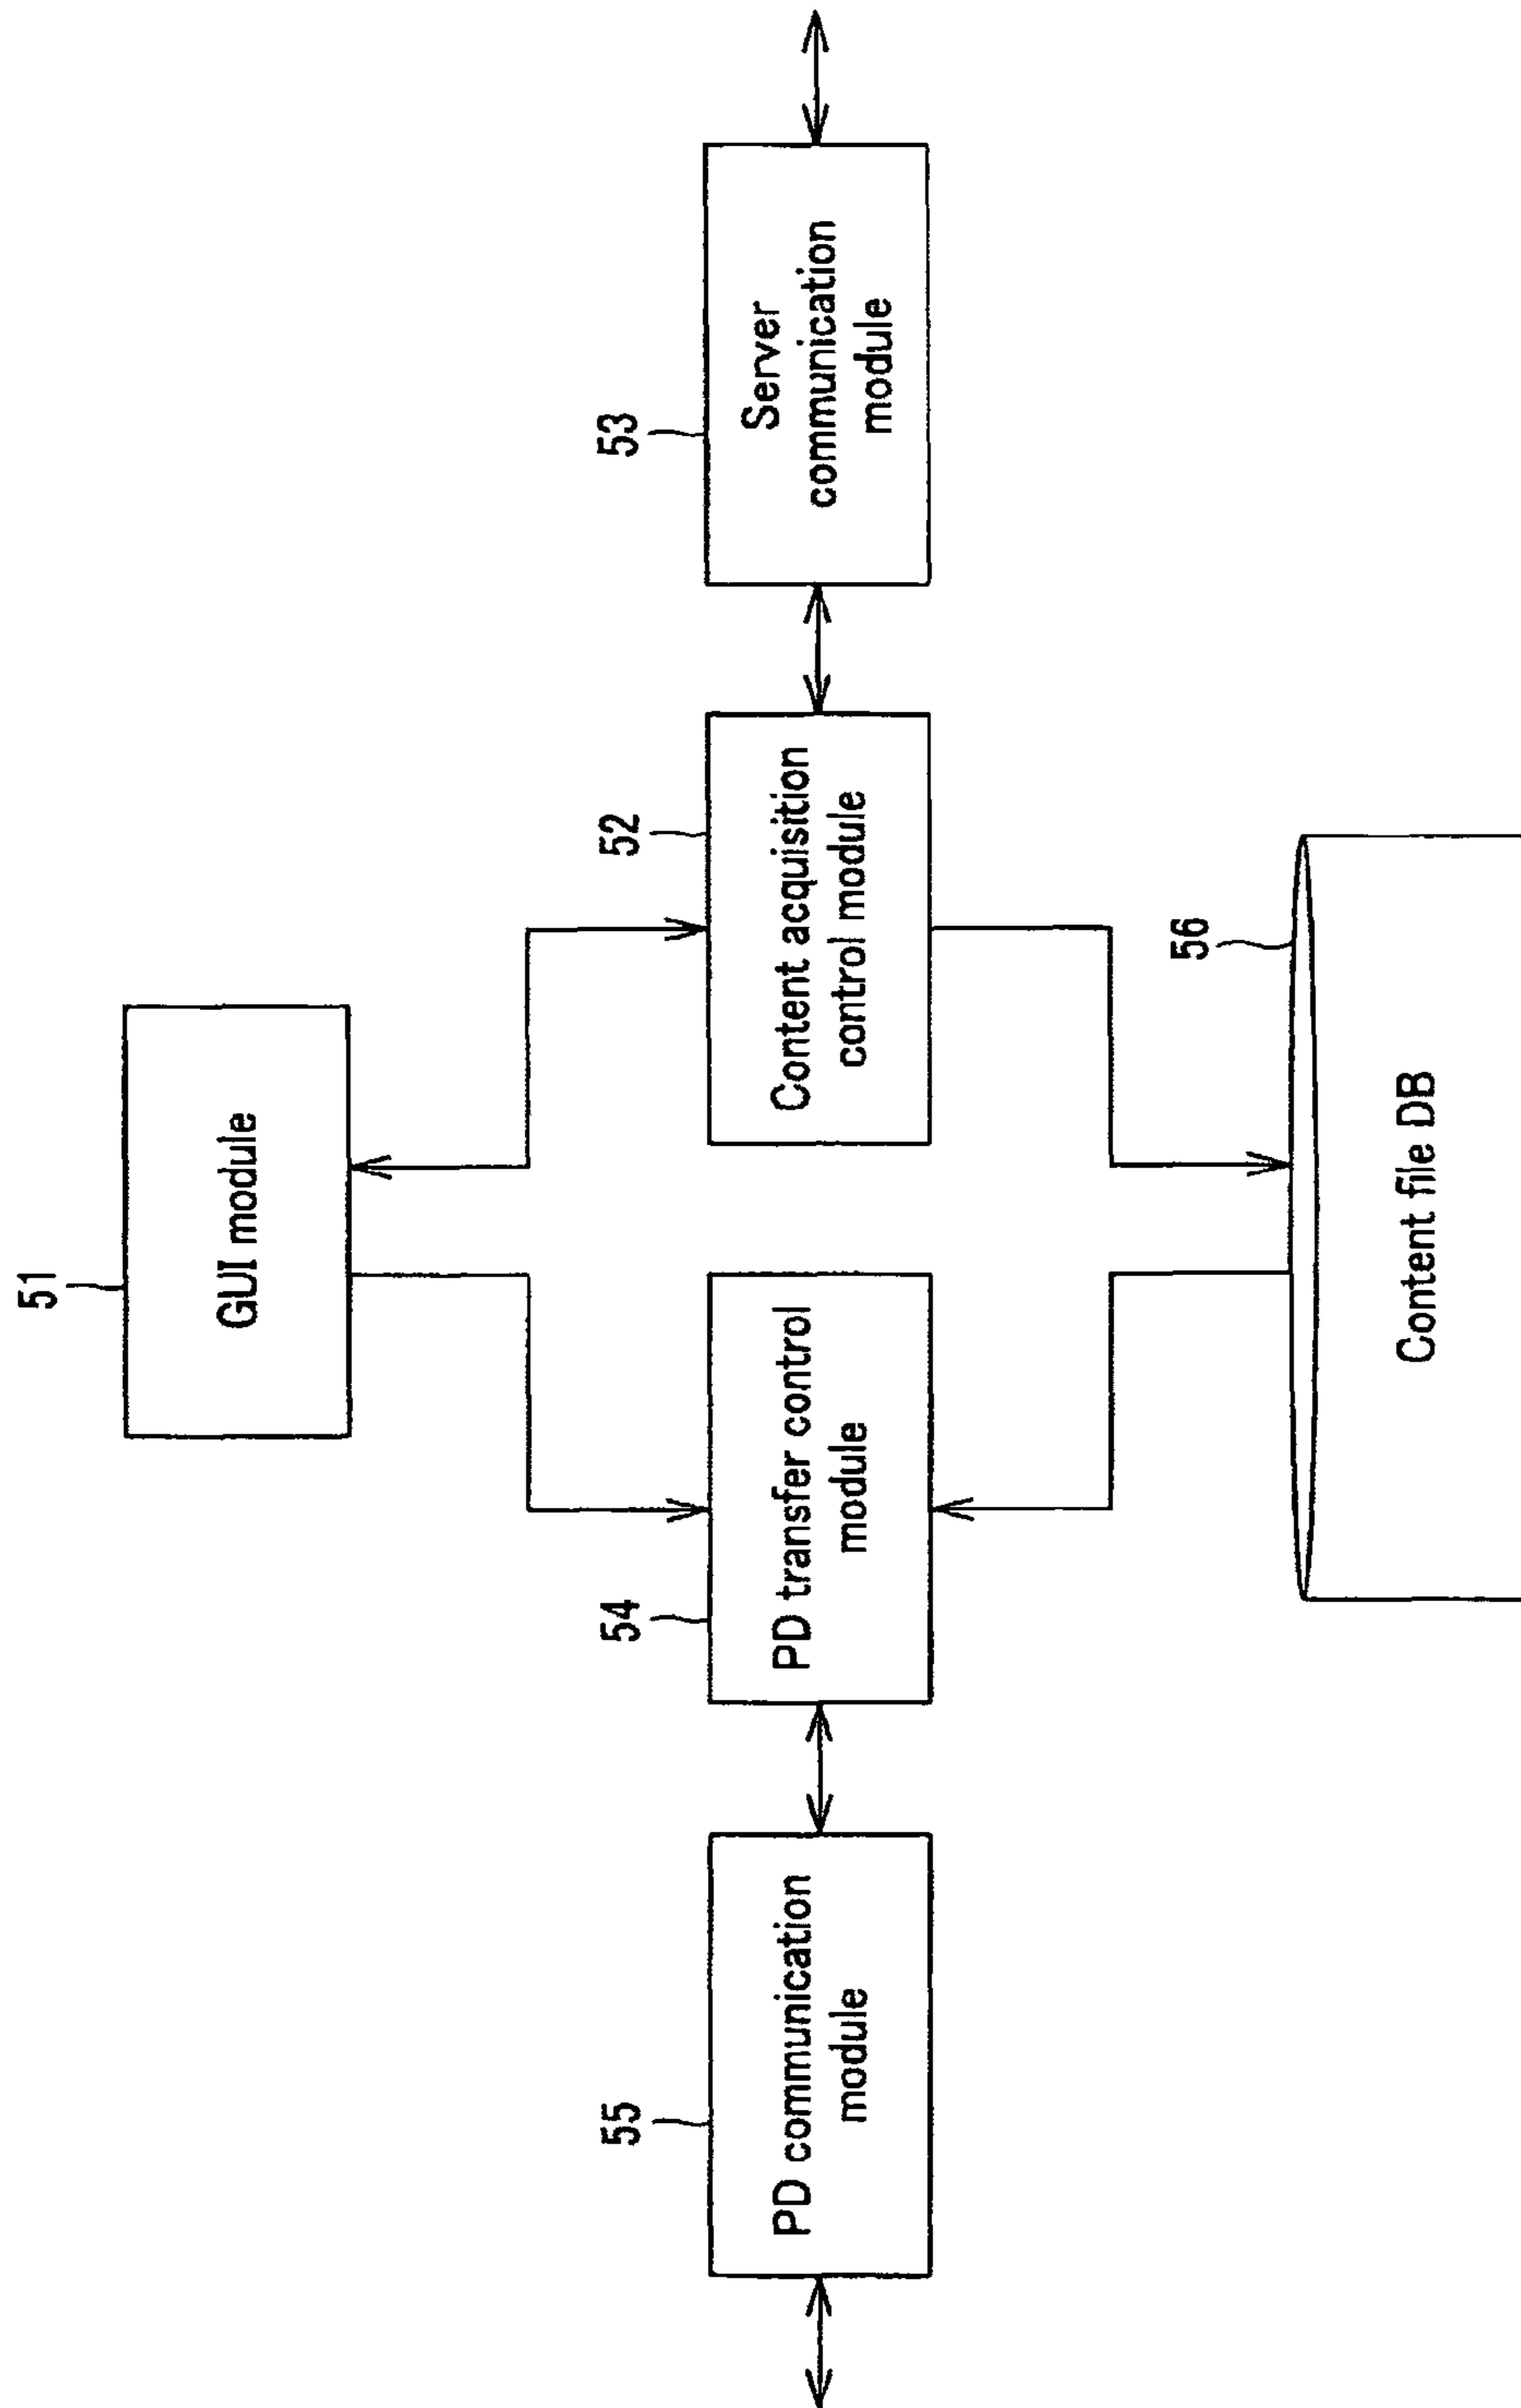 51
GUI module
55
PD communication
module
54
PD transfer control
module
52
Content acquisition
control module
53
Server
communication
module
56
Content file DB